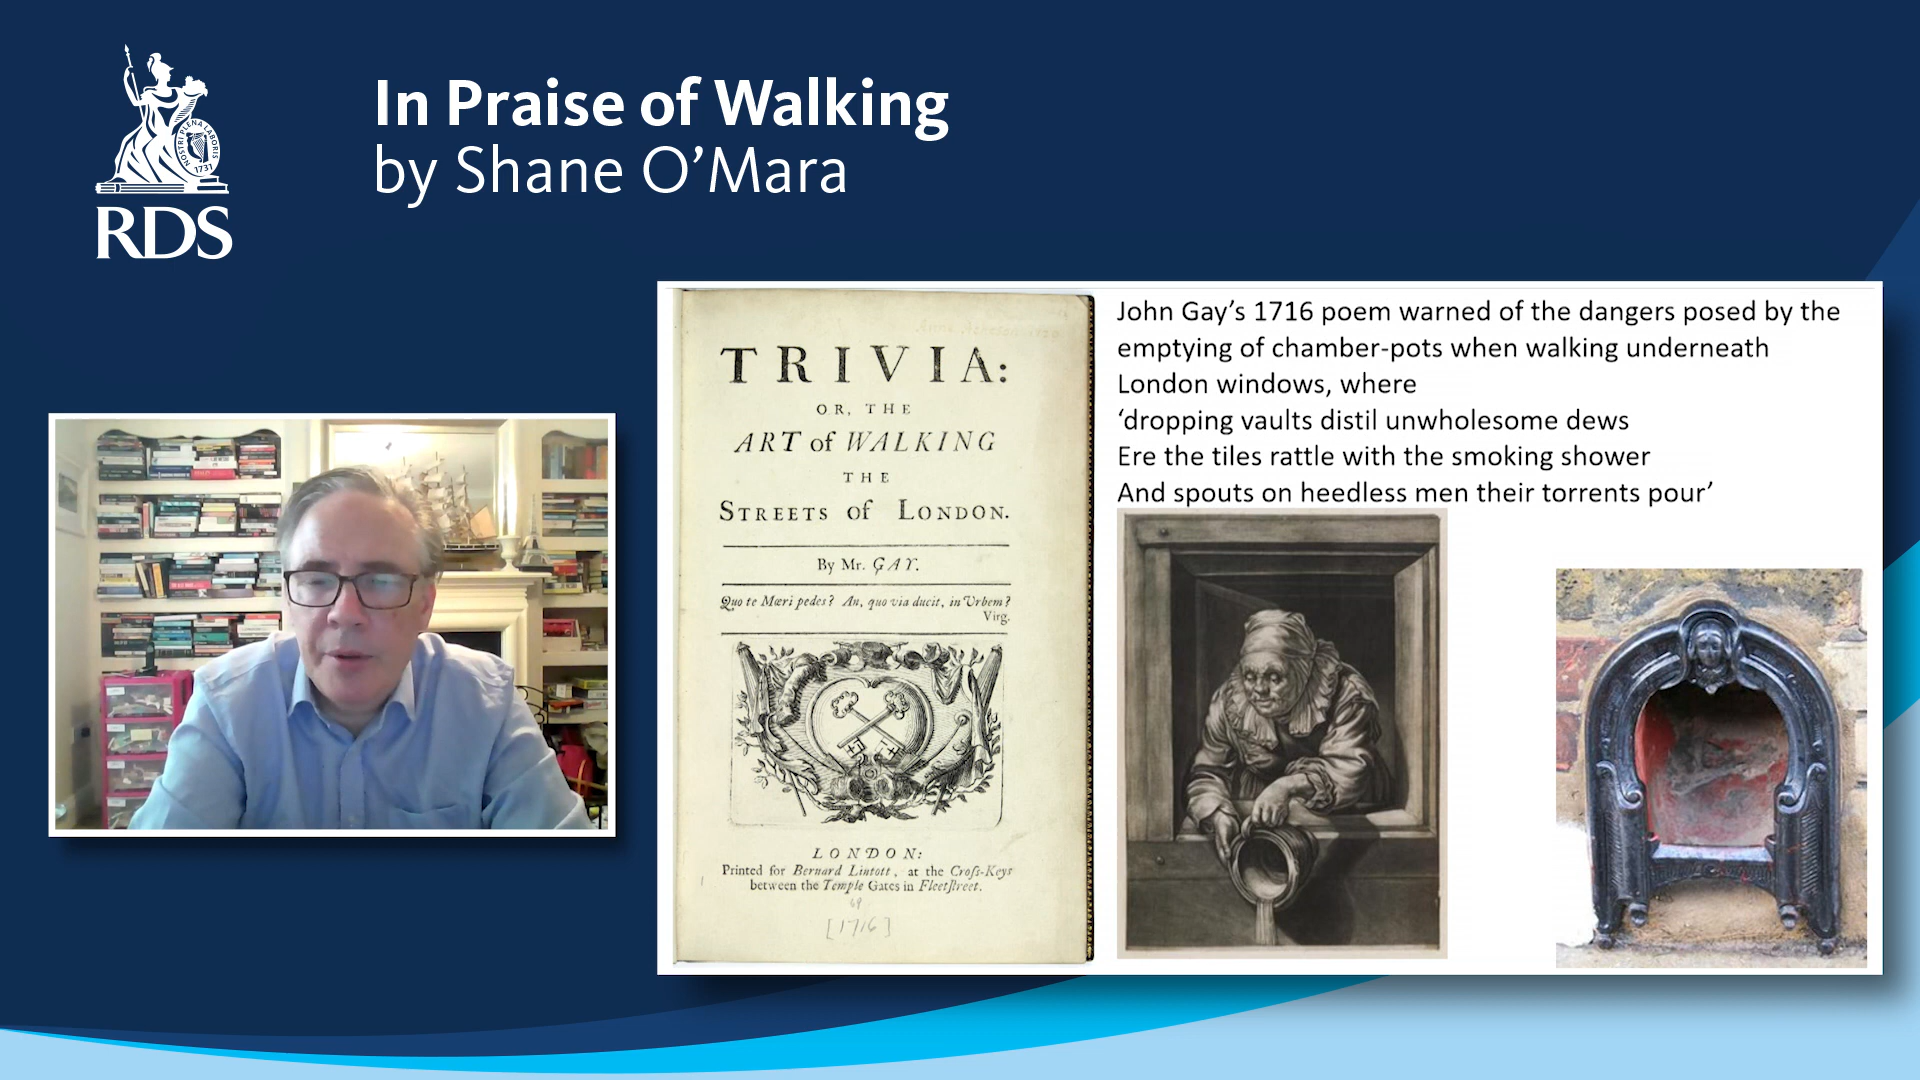 NOSTRI PLENA LABORIS
1731
RDS
In Praise of Walking
by Shane O’Mara
TRIVIA:
OR, THE
ART of WALKING
THE
STREETS of LONDON.
By Mr. GAY.
Quo te Mœri pedes? An, quo via ducit, in Urbem?
Virg.
LONDON:
Printed for Bernard Lintott, at the Croſs-Keys
between the Temple Gates in Fleetſtreet.
[1716]
John Gay’s 1716 poem warned of the dangers posed by the
emptying of chamber-pots when walking underneath
London windows, where
‘dropping vaults distil unwholesome dews
Ere the tiles rattle with the smoking shower
And spouts on heedless men their torrents pour’